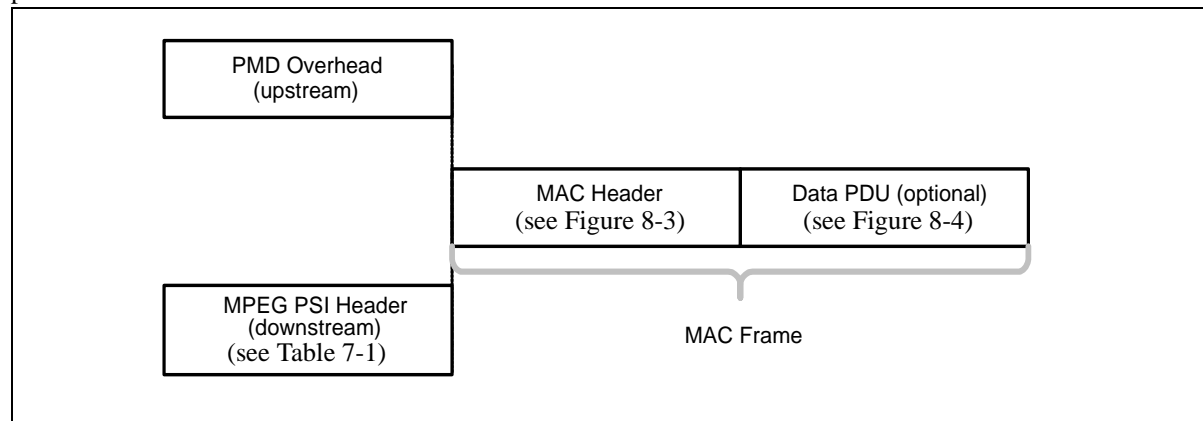 PMD Overhead
(upstream)
MAC Header
(see Figure 8-3)
Data PDU (optional)
(see Figure 8-4)
MPEG PSI Header
(downstream)
(see Table 7-1)
MAC Frame